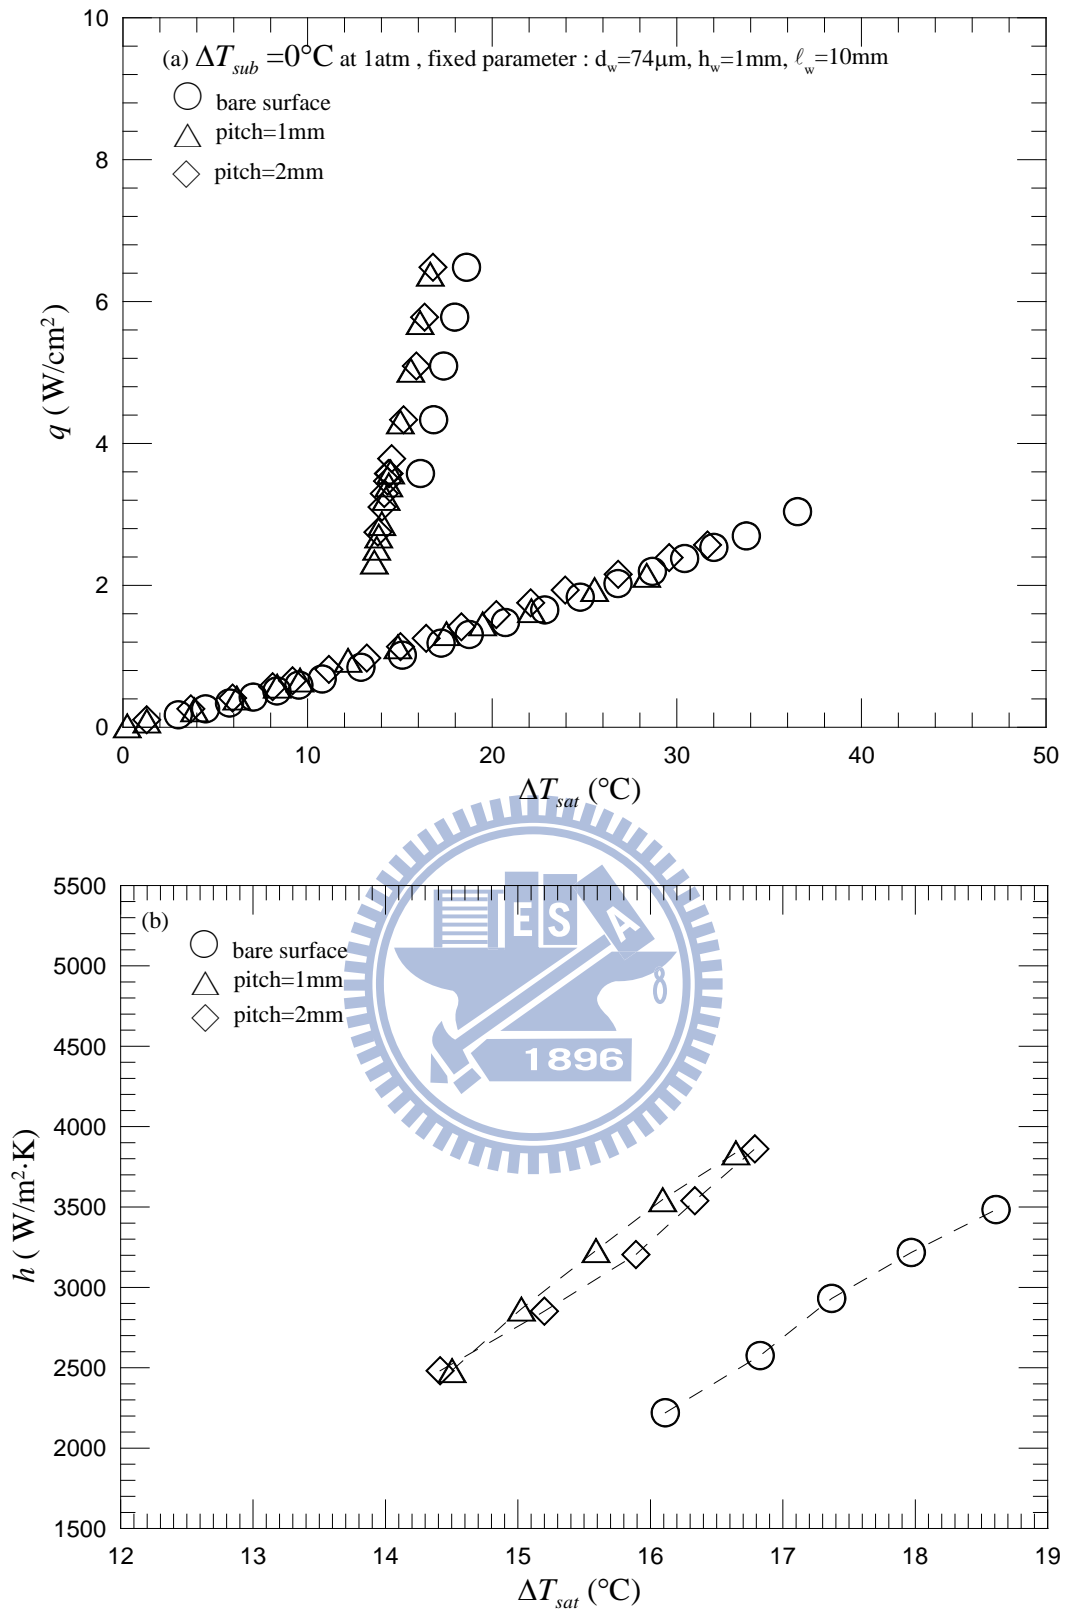 10
(a) ΔT_sub =0°C at 1atm , fixed parameter : d_w=74μm, h_w=1mm, ℓ_w=10mm
bare surface
pitch=1mm
8
pitch=2mm
6
q ( W/cm²)
4
2
0
0 10 20 30 40 50
ΔT_sat (°C)
E S A
1896
5500
(b)
bare surface
5000
pitch=1mm
pitch=2mm
4500
4000
h ( W/m²·K)
3500
3000
2500
2000
1500
12 13 14 15 16 17 18 19
ΔT_sat (°C)